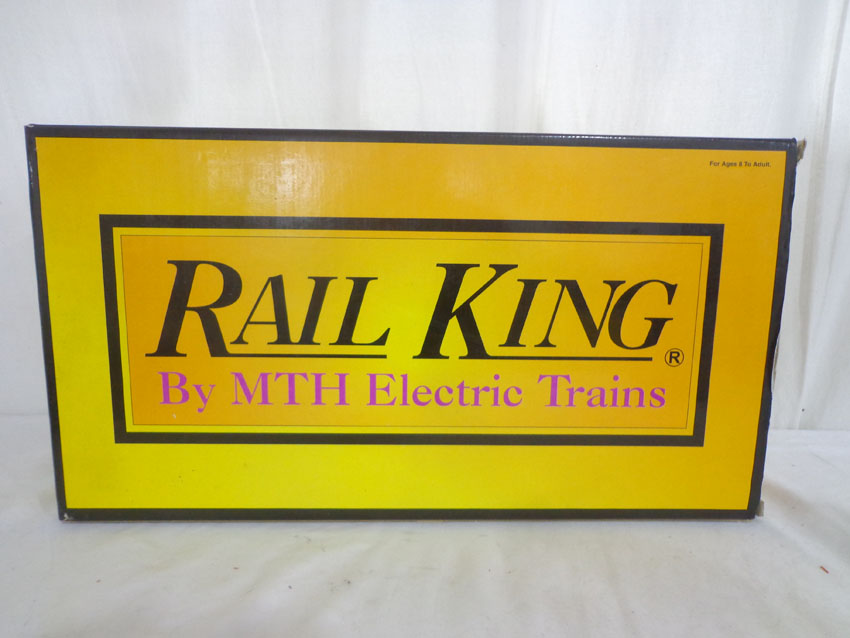 For Ages 8 To Adult.
RAIL KING ®
By MTH Electric Trains